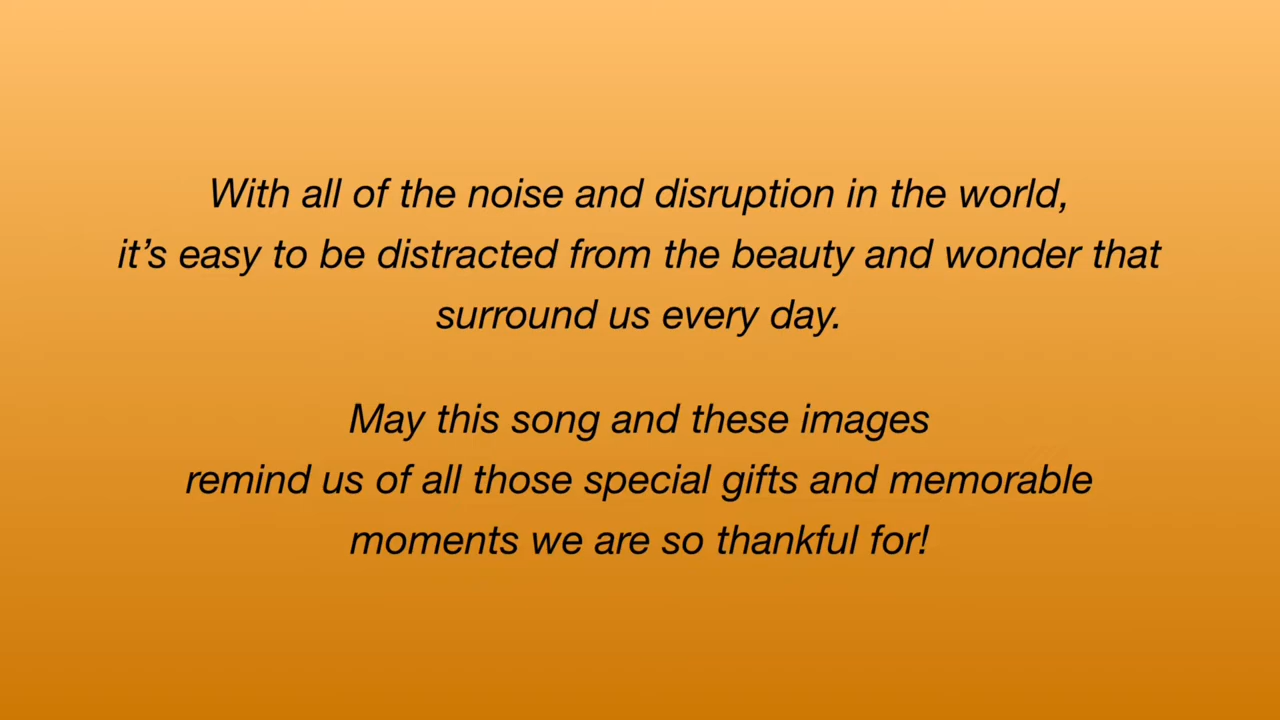 With all of the noise and disruption in the world,
it’s easy to be distracted from the beauty and wonder that
surround us every day.
May this song and these images
remind us of all those special gifts and memorable
moments we are so thankful for!